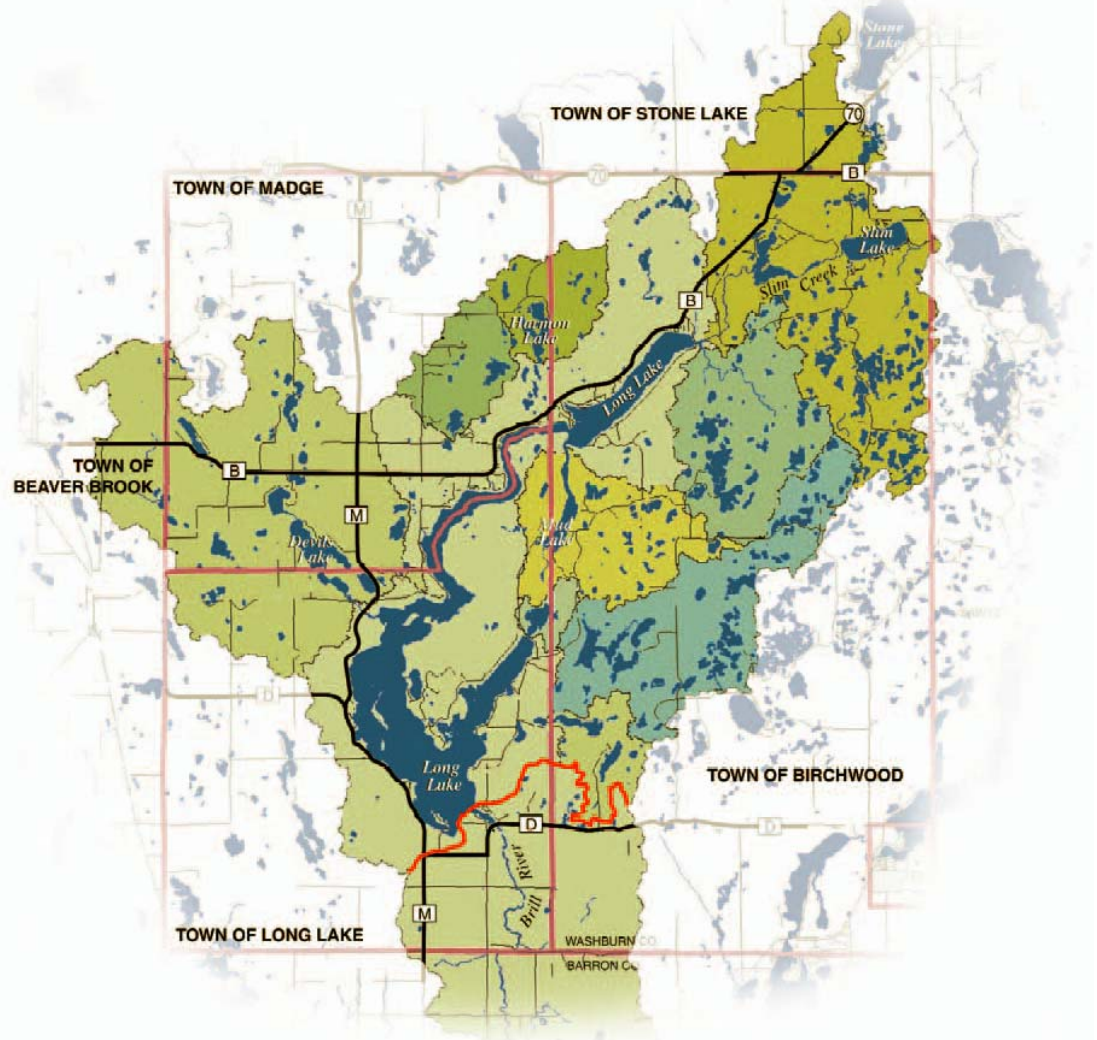 Stone
Lake
TOWN OF STONE LAKE
70
70
B
TOWN OF MADGE
M
Slim
Lake
Slim Creek
B
Harmon
Lake
Long Lake
TOWN OF
BEAVER BROOK
B
M
Mud
Lake
Devils
Lake
D
Long
Lake
TOWN OF BIRCHWOOD
D
D
Brill River
M
TOWN OF LONG LAKE
WASHBURN CO.
BARRON CO.